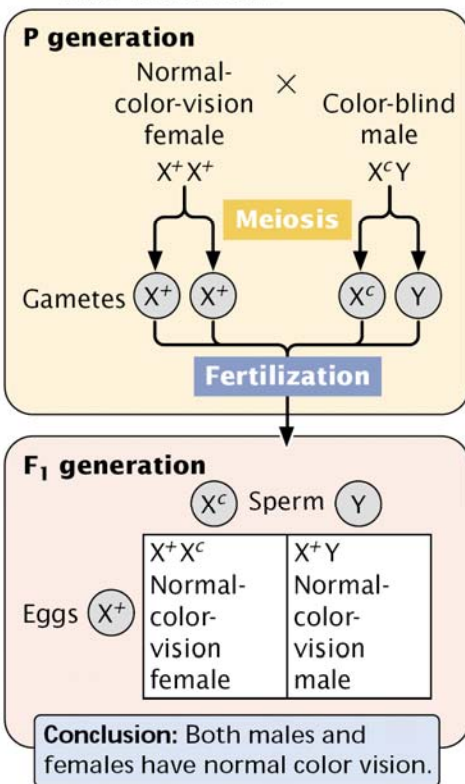 P generation
Normal-
color-vision
female
×
Color-blind
male
X⁺X⁺
XᶜY
Meiosis
Gametes X⁺ X⁺ Xᶜ Y
Fertilization
F₁ generation
Xᶜ Sperm Y
Eggs X⁺
X⁺Xᶜ
Normal-
color-
vision
female
X⁺Y
Normal-
color-
vision
male
Conclusion: Both males and
females have normal color vision.